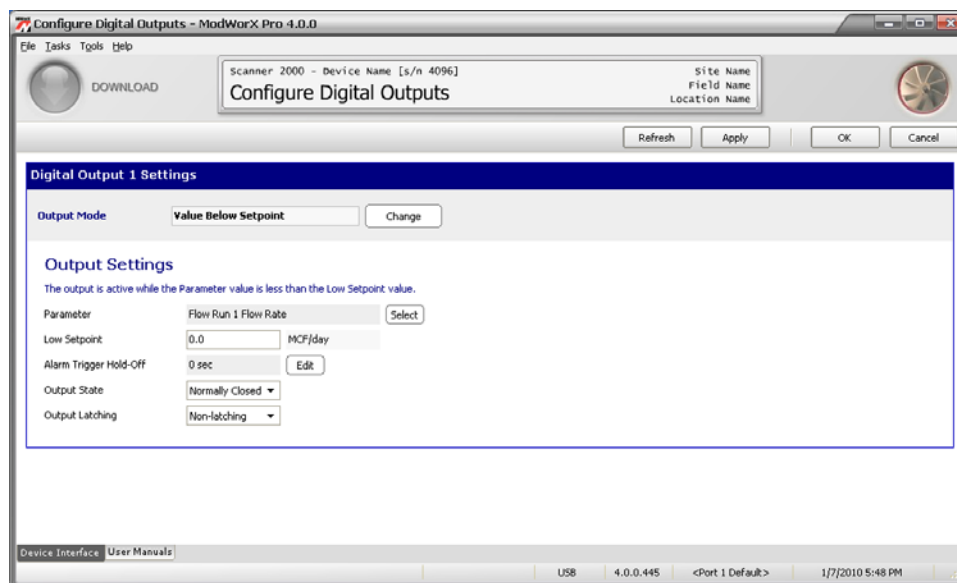 Configure Digital Outputs - ModWorX Pro 4.0.0
File Tasks Tools Help
DOWNLOAD
Scanner 2000 - Device Name [s/n 4096]
Configure Digital Outputs
Site Name
Field Name
Location Name
Refresh Apply OK Cancel
Digital Output 1 Settings
Output Mode Value Below Setpoint Change
Output Settings
The output is active while the Parameter value is less than the Low Setpoint value.
Parameter Flow Run 1 Flow Rate Select
Low Setpoint 0.0 MCF/day
Alarm Trigger Hold-Off 0 sec Edit
Output State Normally Closed
Output Latching Non-latching
Device Interface User Manuals
USB 4.0.0.445 <Port 1 Default> 1/7/2010 5:48 PM